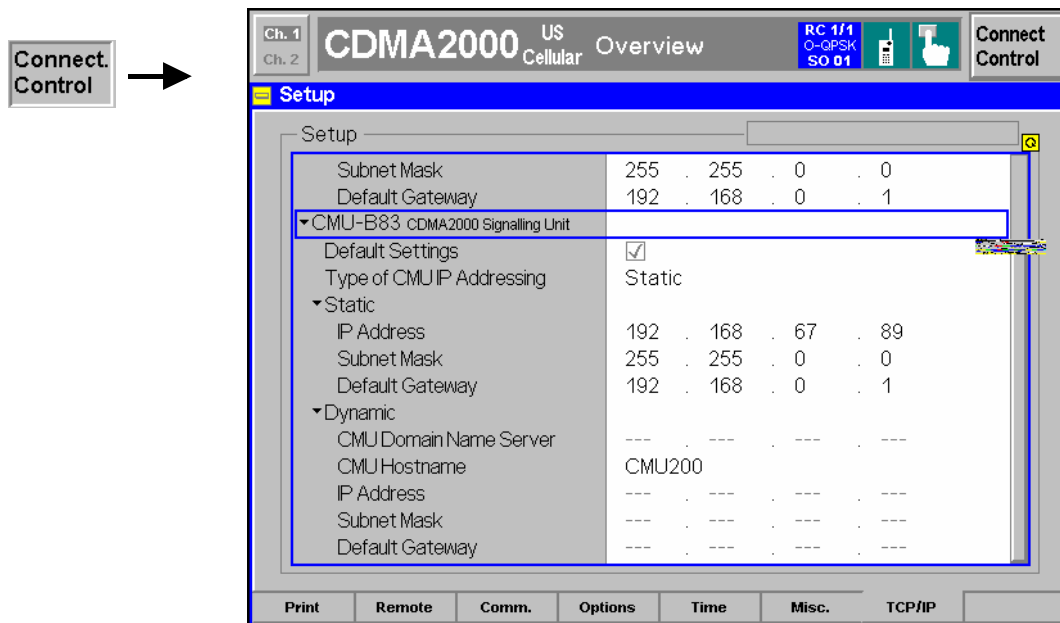 Connect.
Control
Ch. 1
Ch. 2
CDMA2000 US Cellular Overview
RC 1/1
O-QPSK
SO 01
Connect
Control
Setup
Setup
Subnet Mask 255 . 255 . 0 . 0
Default Gateway 192 . 168 . 0 . 1
CMU-B83 CDMA2000 Signalling Unit
Default Settings
Type of CMU IP Addressing Static
Static
IP Address 192 . 168 . 67 . 89
Subnet Mask 255 . 255 . 0 . 0
Default Gateway 192 . 168 . 0 . 1
Dynamic
CMU Domain Name Server --- . --- . --- . ---
CMU Hostname CMU200
IP Address --- . --- . --- . ---
Subnet Mask --- . --- . --- . ---
Default Gateway --- . --- . --- . ---
Print Remote Comm. Options Time Misc. TCP/IP